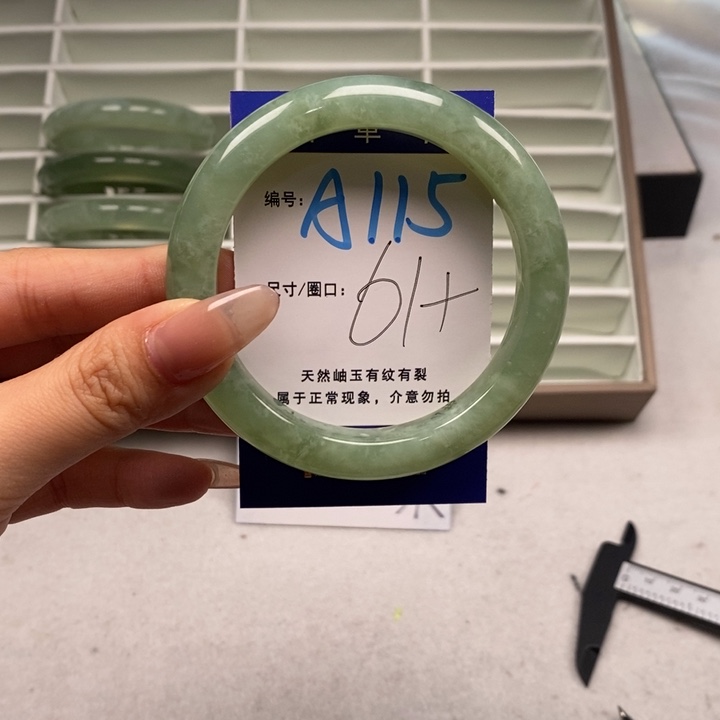 编号: A115
尺寸/圈口: 61+
天然岫玉有纹有裂
属于正常现象，介意勿拍